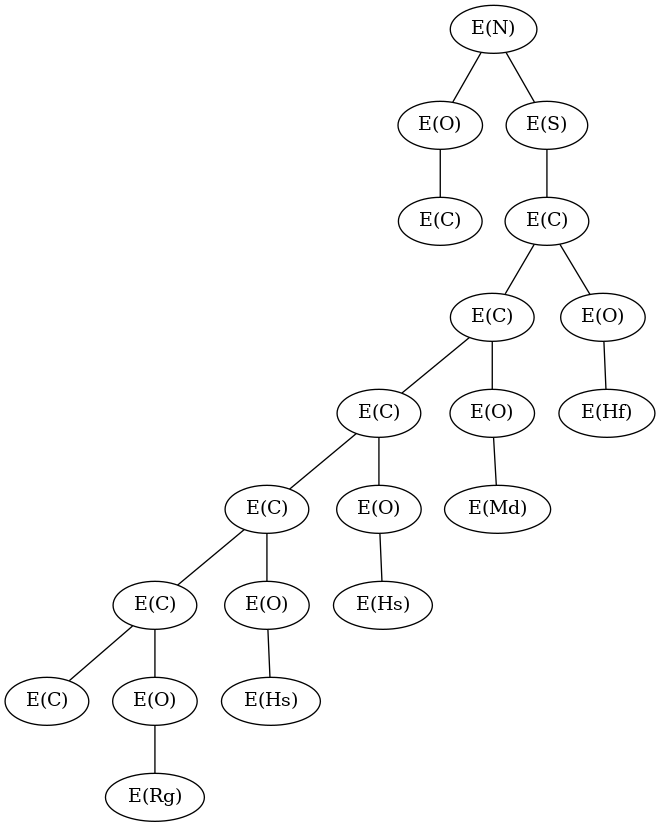 E(N)
E(O) E(S)
E(C) E(C)
E(C) E(O)
E(C) E(O) E(Hf)
E(C) E(O) E(Md)
E(C) E(O) E(Hs)
E(C) E(O) E(Hs)
E(Rg)